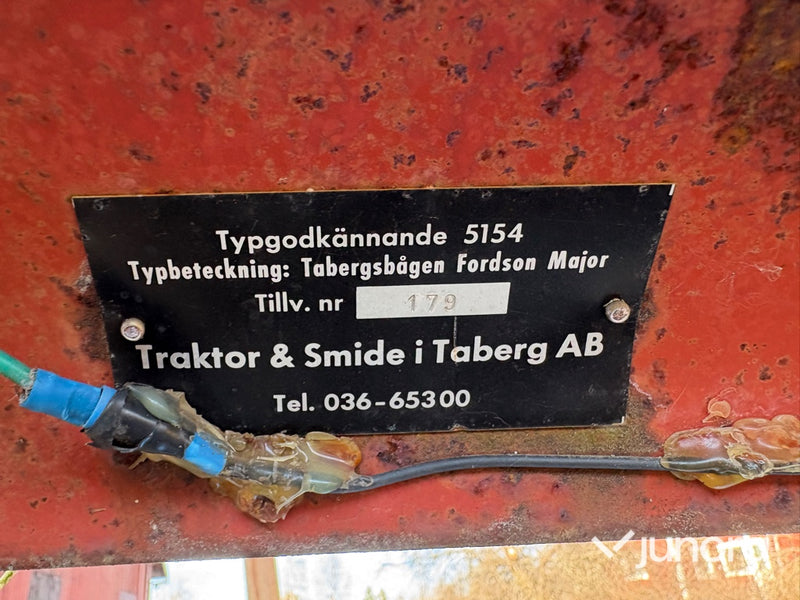 Typgodkännande 5154
Typbeteckning: Tabergsbågen Fordson Major
Tillv. nr 179
Traktor & Smide i Taberg AB
Tel. 036-65300